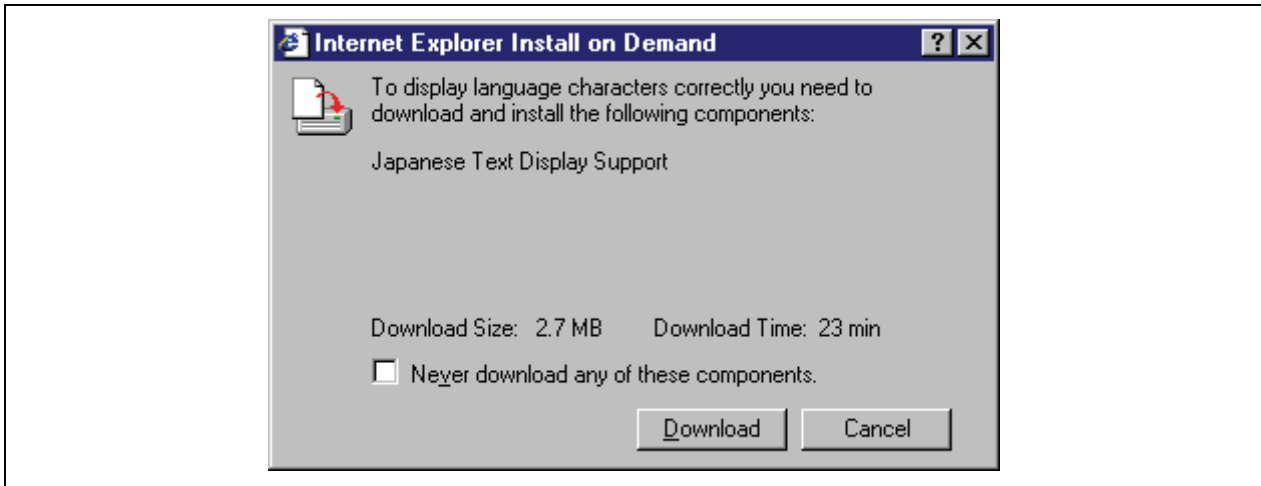 Internet Explorer Install on Demand
To display language characters correctly you need to
download and install the following components:
Japanese Text Display Support
Download Size: 2.7 MB Download Time: 23 min
Never download any of these components.
Download Cancel